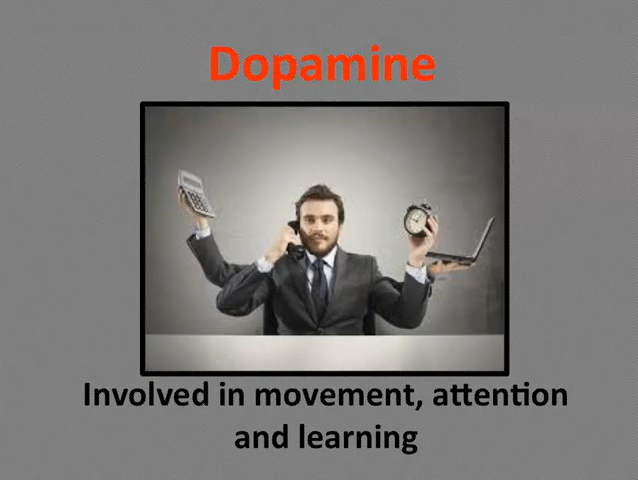 Dopamine
Involved in movement, attention
and learning